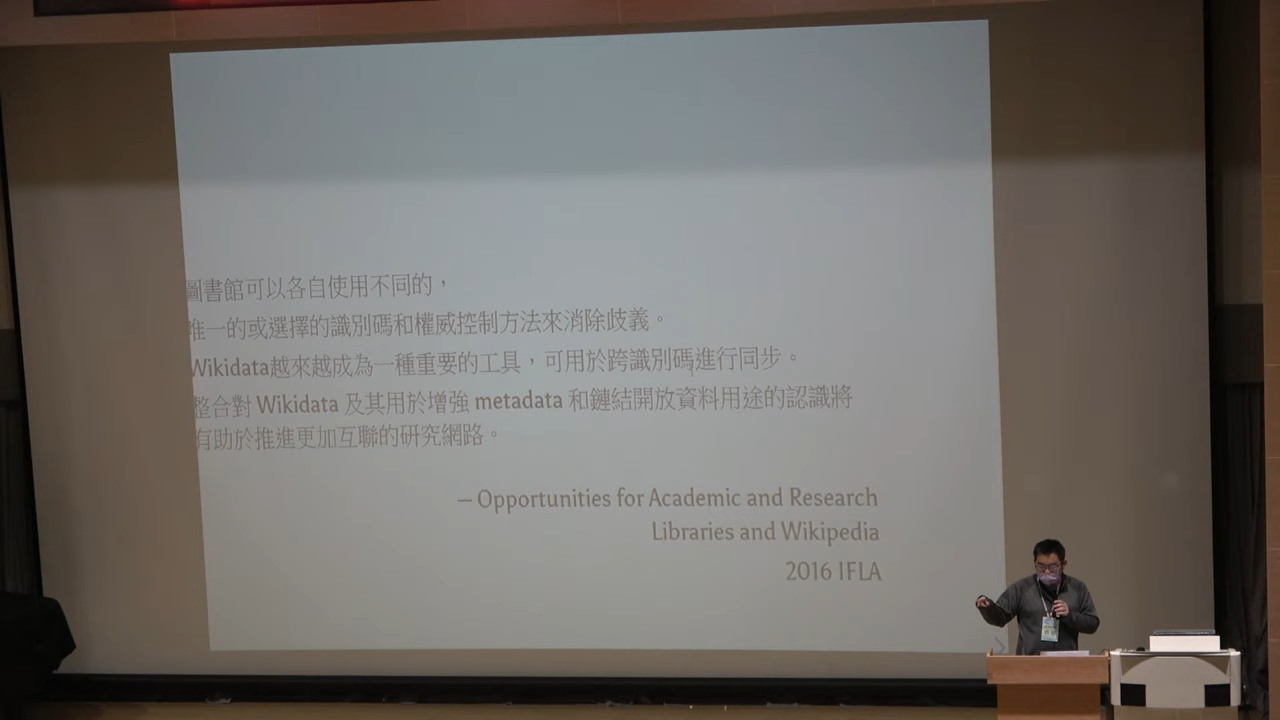 圖書館可以各自使用不同的，
唯一的或選擇的識別碼和權威控制方法來消除歧義。
Wikidata越來越成為一種重要的工具，可用於跨識別碼進行同步。
整合對 Wikidata 及其用於增強 metadata 和鏈結開放資料用途的認識將
有助於推進更加互聯的研究網路。
— Opportunities for Academic and Research
Libraries and Wikipedia
2016 IFLA